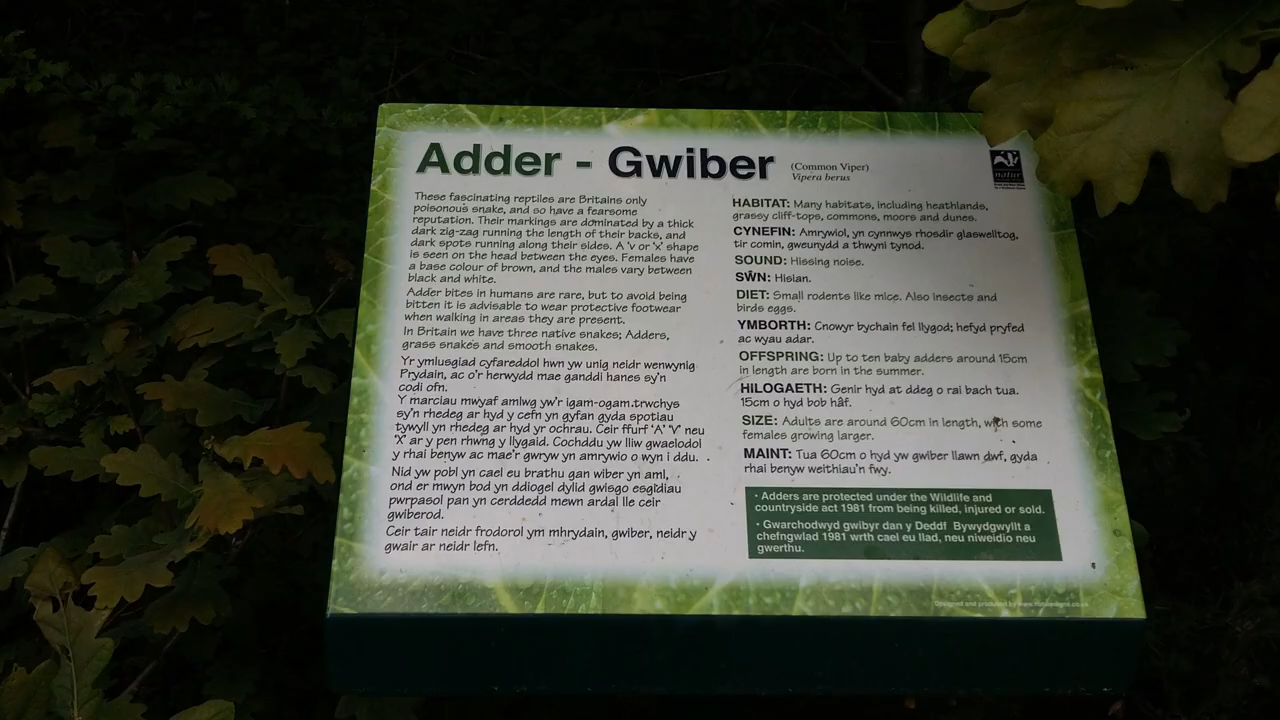 Adder - Gwiber
(Common Viper)
Vipera berus
natur
These fascinating reptiles are Britains only
poisonous snake, and so have a fearsome
reputation. Their markings are dominated by a thick
dark zig-zag running the length of their backs, and
dark spots running along their sides. A 'v or 'x' shape
is seen on the head between the eyes. Females have
a base colour of brown, and the males vary between
black and white.
Adder bites in humans are rare, but to avoid being
bitten it is advisable to wear protective footwear
when walking in areas they are present.
In Britain we have three native snakes; Adders,
grass snakes and smooth snakes.
Yr ymlusgiad cyfareddol hwn yw unig neidr wenwynig
Prydain, ac o'r herwydd mae ganddi hanes sy'n
codi ofn.
Y marciau mwyaf amlwg yw'r igam-ogam.trwchys
sy'n rhedeg ar hyd y cefn yn gyfan gyda spotiau
tywyll yn rhedeg ar hyd yr ochrau. Ceir ffurf 'A' 'V' neu
'X' ar y pen rhwng y llygaid. Cochddu yw lliw gwaelodol
y rhai benyw ac mae'r gwryw yn amrywio o wyn i ddu.
Nid yw pobl yn cael eu brathu gan wiber yn aml,
ond er mwyn bod yn ddiogel dylid gwisgo esgidiau
pwrpasol pan yn cerddedd mewn ardal lle ceir
gwiberod.
Ceir tair neidr frodorol ym mhrydain, gwiber, neidr y
gwair ar neidr lefn.
HABITAT: Many habitats, including heathlands,
grassy cliff-tops, commons, moors and dunes.
CYNEFIN: Amrywiol, yn cynnwys rhosdir glaswelltog,
tir comin, gweunydd a thwyni tynod.
SOUND: Hissing noise.
SŴN: Hisian.
DIET: Small rodents like mice. Also insects and
birds eggs.
YMBORTH: Cnowyr bychain fel llygod; hefyd pryfed
ac wyau adar.
OFFSPRING: Up to ten baby adders around 15cm
in length are born in the summer.
HILOGAETH: Genir hyd at ddeg o rai bach tua.
15cm o hyd bob hâf.
SIZE: Adults are around 60cm in length, with some
females growing larger.
MAINT: Tua 60cm o hyd yw gwiber llawn dwf, gyda
rhai benyw weithiau'n fwy.
• Adders are protected under the Wildlife and
countryside act 1981 from being killed, injured or sold.
• Gwarchodwyd gwibyr dan y Deddf Bywydgwyllt a
chefngwlad 1981 wrth cael eu llad, neu niweidio neu
gwerthu.
Designed and produced by